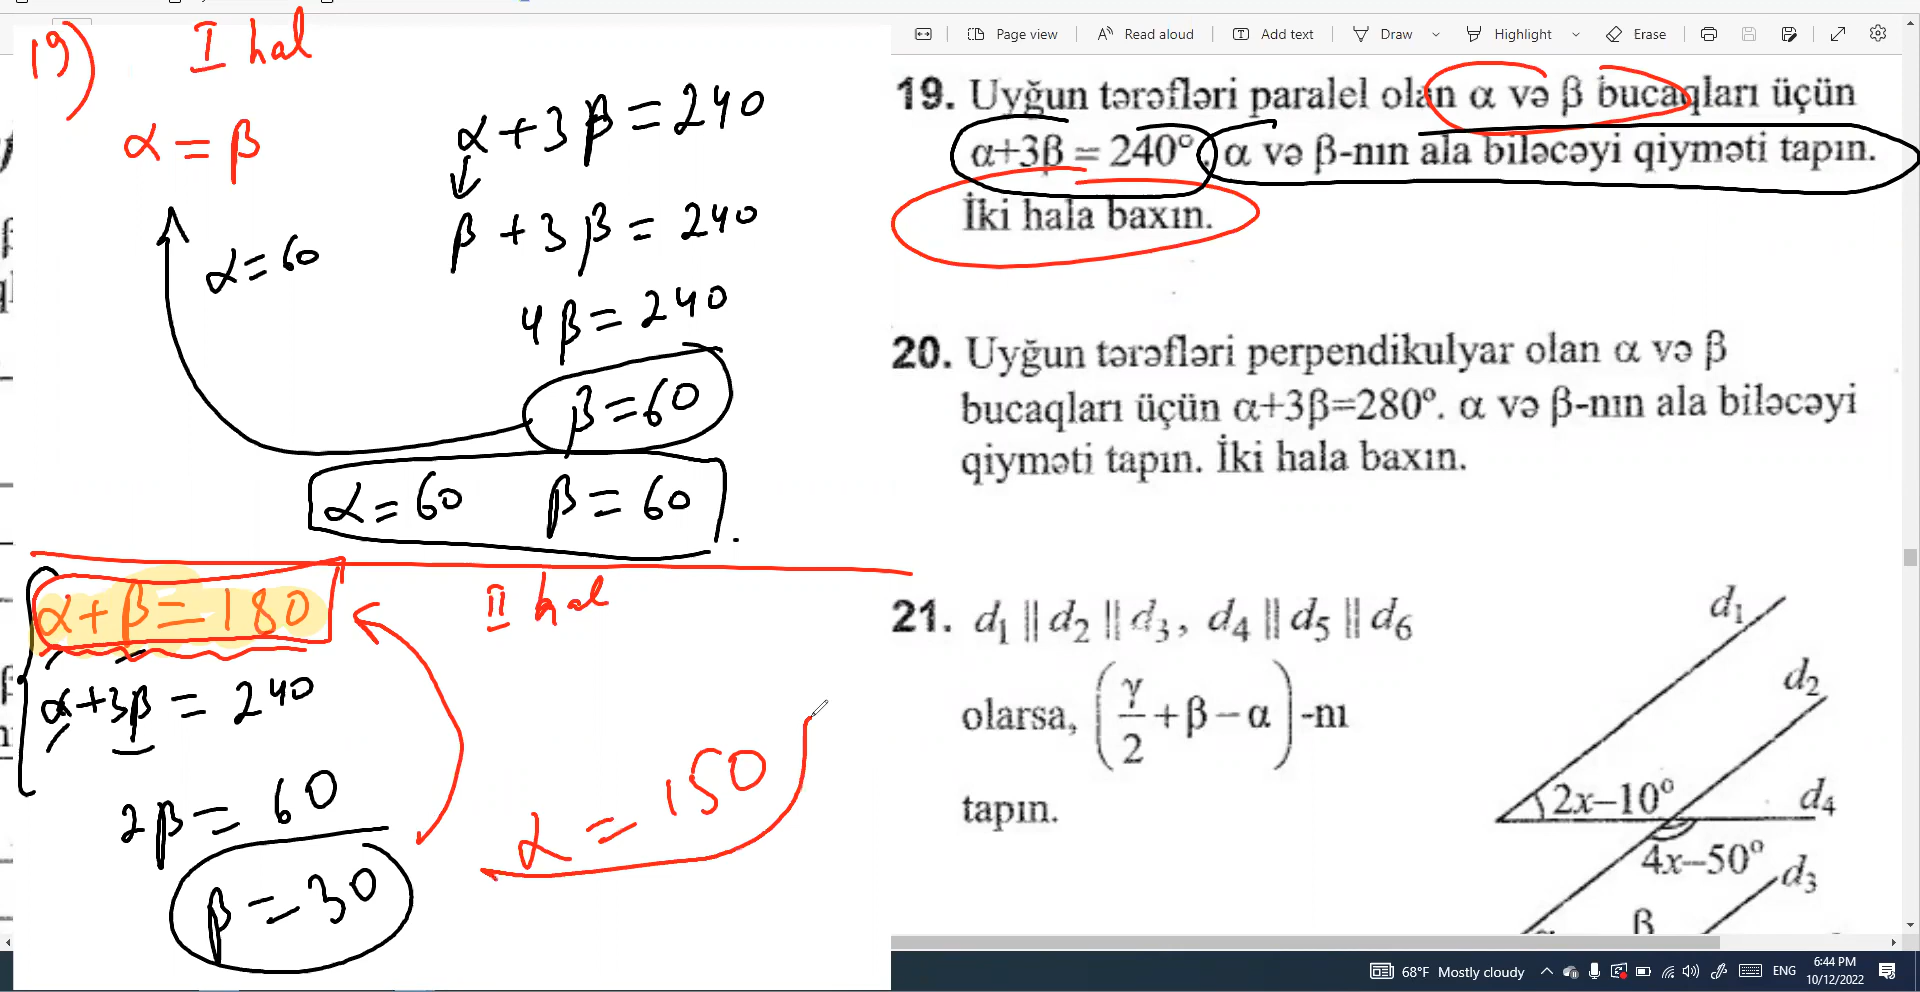 19)
I hal
α = β
α + 3β = 240
β + 3β = 240
α = 60
4β = 240
β = 60
α = 60 β = 60
II hal
α + β = 180
α + 3β = 240
2β = 60
β = 30
α = 150
Page view
Read aloud
Add text
Draw
Highlight
Erase
19. Uyğun tərəfləri paralel olan α və β bucaqları üçün
α+3β = 240°. α və β-nın ala biləcəyi qiyməti tapın.
İki hala baxın.
20. Uyğun tərəfləri perpendikulyar olan α və β
bucaqları üçün α+3β=280°. α və β-nın ala biləcəyi
qiyməti tapın. İki hala baxın.
21. d₁ || d₂ || d₃, d₄ || d₅ || d₆
olarsa, (γ/2 + β − α) -nı
tapın.
d₁
d₂
2x–10°
d₄
4x–50°
d₃
β
68°F Mostly cloudy
ENG
6:44 PM
10/12/2022